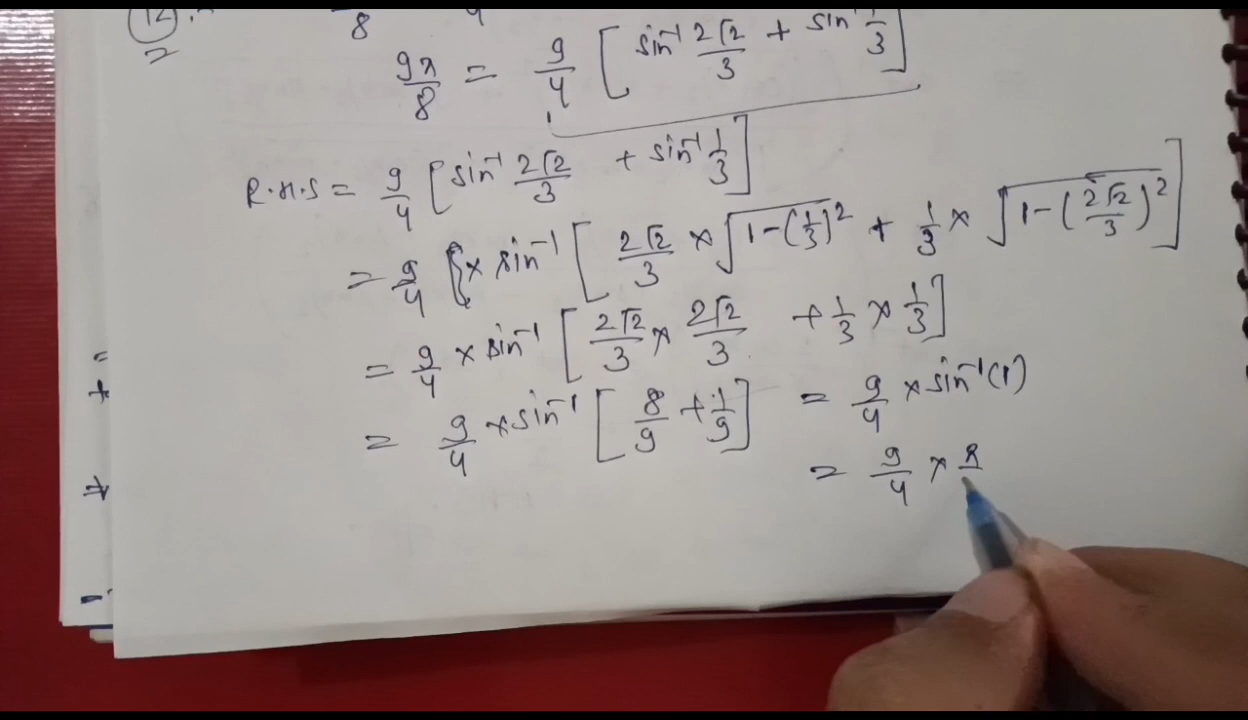 (12).
8 4
9π/8 = 9/4 [ sin⁻¹ 2√2/3 + sin⁻¹ 1/3 ]
R.H.S = 9/4 [ sin⁻¹ 2√2/3 + sin⁻¹ 1/3 ]
= 9/4 { × sin⁻¹ [ 2√2/3 × √1-(1/3)² + 1/3 × √1-(2√2/3)² ]
= 9/4 × sin⁻¹ [ 2√2/3 × 2√2/3 + 1/3 × 1/3 ]
= 9/4 × sin⁻¹ [ 8/9 + 1/9 ] = 9/4 × sin⁻¹(1)
= 9/4 × π